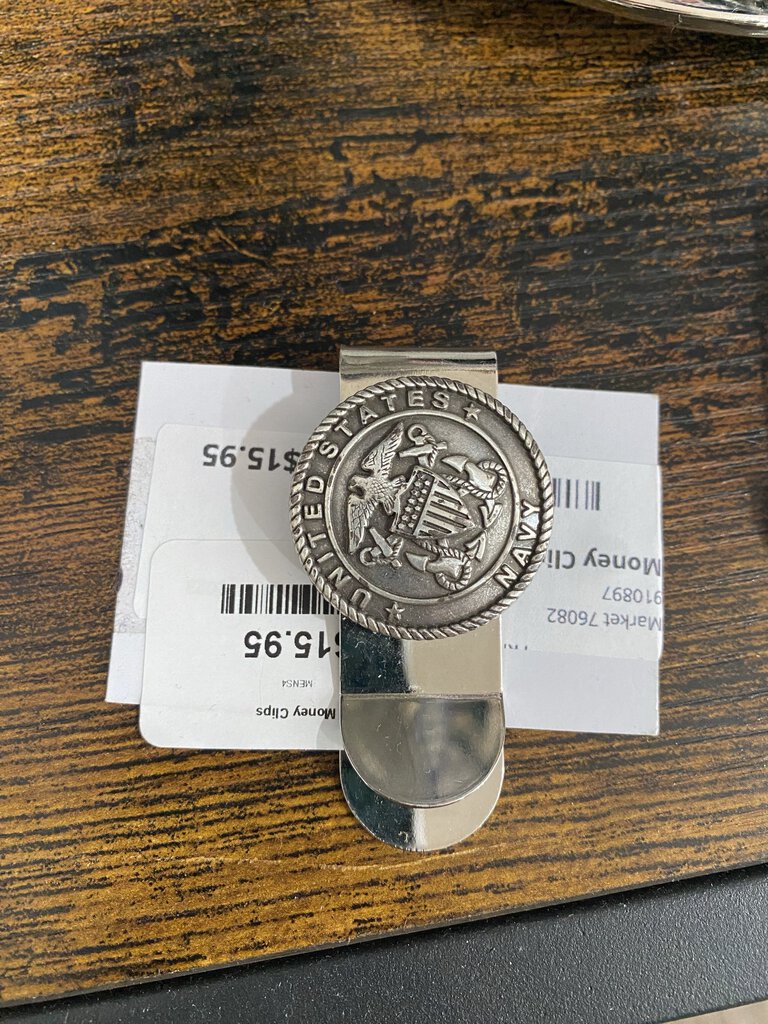 UNITED STATES
NAVY
$15.95
$15.95
MENS4
Money Clips
Market 76082
910897
Money Cli